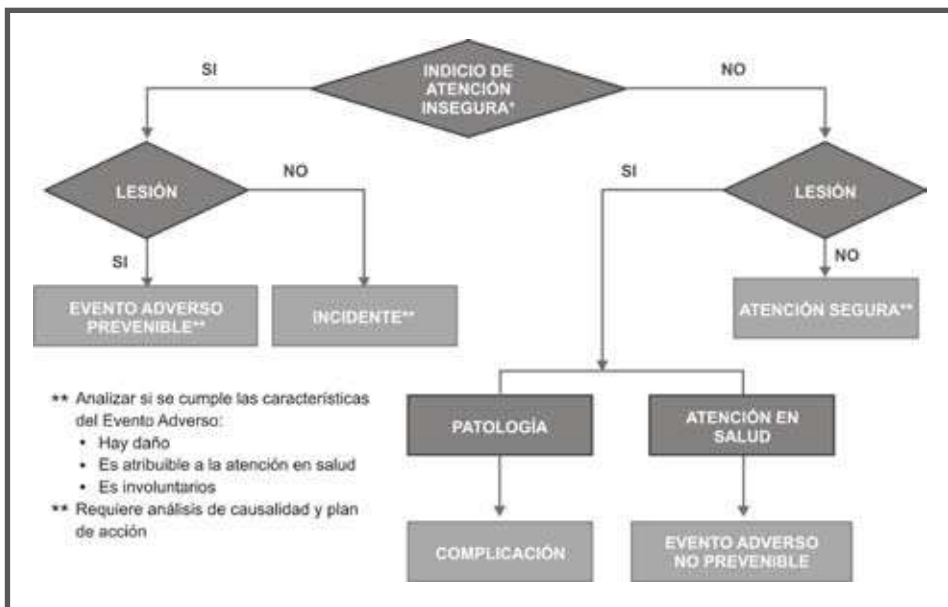 SI
INDICIO DE
ATENCIÓN
INSEGURA*
NO
LESIÓN
NO
SI
LESIÓN
SI
NO
EVENTO ADVERSO
PREVENIBLE**
INCIDENTE**
ATENCIÓN SEGURA**
** Analizar si se cumple las características
del Evento Adverso:
• Hay daño
• Es atribuible a la atención en salud
• Es involuntarios
** Requiere análisis de causalidad y plan
de acción
PATOLOGÍA
ATENCIÓN EN
SALUD
COMPLICACIÓN
EVENTO ADVERSO
NO PREVENIBLE